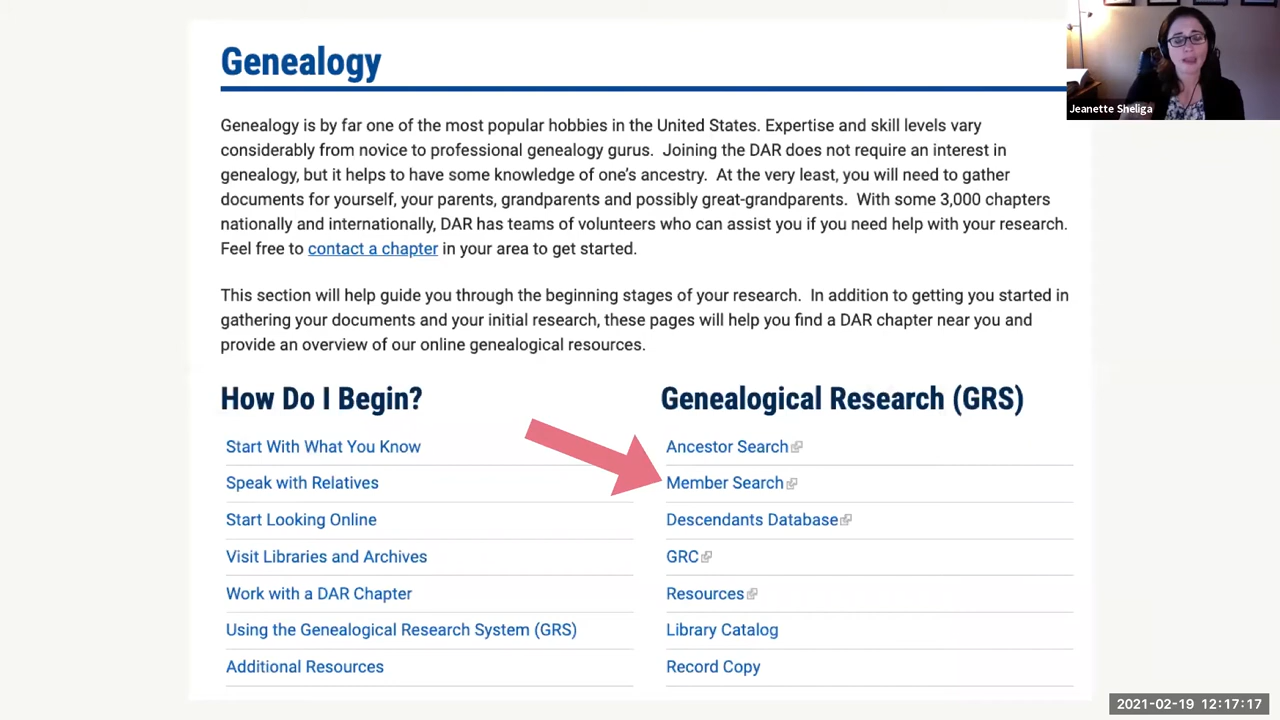 Genealogy
Jeanette Sheliga
Genealogy is by far one of the most popular hobbies in the United States. Expertise and skill levels vary
considerably from novice to professional genealogy gurus. Joining the DAR does not require an interest in
genealogy, but it helps to have some knowledge of one's ancestry. At the very least, you will need to gather
documents for yourself, your parents, grandparents and possibly great-grandparents. With some 3,000 chapters
nationally and internationally, DAR has teams of volunteers who can assist you if you need help with your research.
Feel free to contact a chapter in your area to get started.
This section will help guide you through the beginning stages of your research. In addition to getting you started in
gathering your documents and your initial research, these pages will help you find a DAR chapter near you and
provide an overview of our online genealogical resources.
How Do I Begin?
Start With What You Know
Speak with Relatives
Start Looking Online
Visit Libraries and Archives
Work with a DAR Chapter
Using the Genealogical Research System (GRS)
Additional Resources
Genealogical Research (GRS)
Ancestor Search
Member Search
Descendants Database
GRC
Resources
Library Catalog
Record Copy
2021-02-19 12:17:17